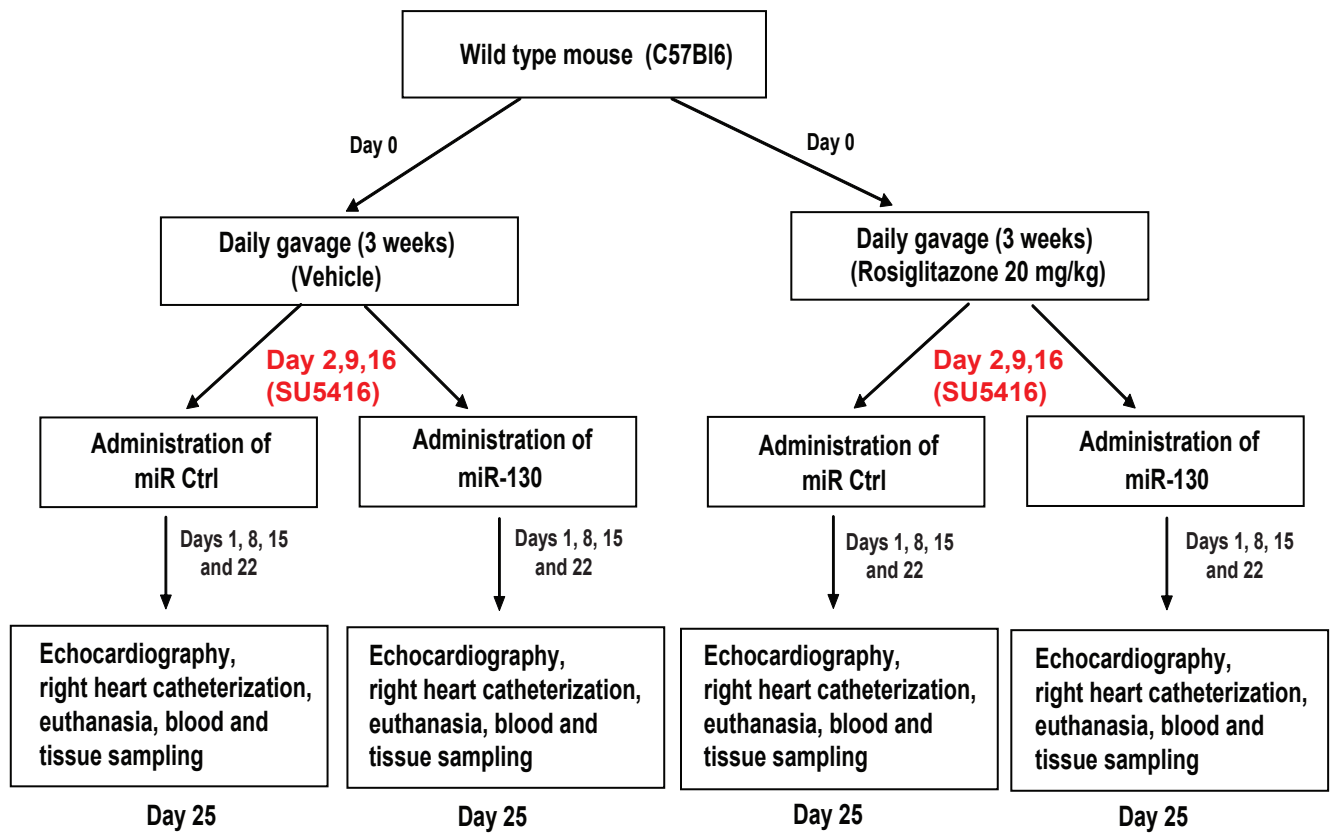 Wild type mouse (C57Bl6)
Day 0
Day 0
Daily gavage (3 weeks)
(Vehicle)
Daily gavage (3 weeks)
(Rosiglitazone 20 mg/kg)
Day 2,9,16
(SU5416)
Day 2,9,16
(SU5416)
Administration of
miR Ctrl
Administration of
miR-130
Administration of
miR Ctrl
Administration of
miR-130
Days 1, 8, 15
and 22
Days 1, 8, 15
and 22
Days 1, 8, 15
and 22
Days 1, 8, 15
and 22
Echocardiography,
right heart catheterization,
euthanasia, blood and
tissue sampling
Echocardiography,
right heart catheterization,
euthanasia, blood and
tissue sampling
Echocardiography,
right heart catheterization,
euthanasia, blood and
tissue sampling
Echocardiography,
right heart catheterization,
euthanasia, blood and
tissue sampling
Day 25
Day 25
Day 25
Day 25